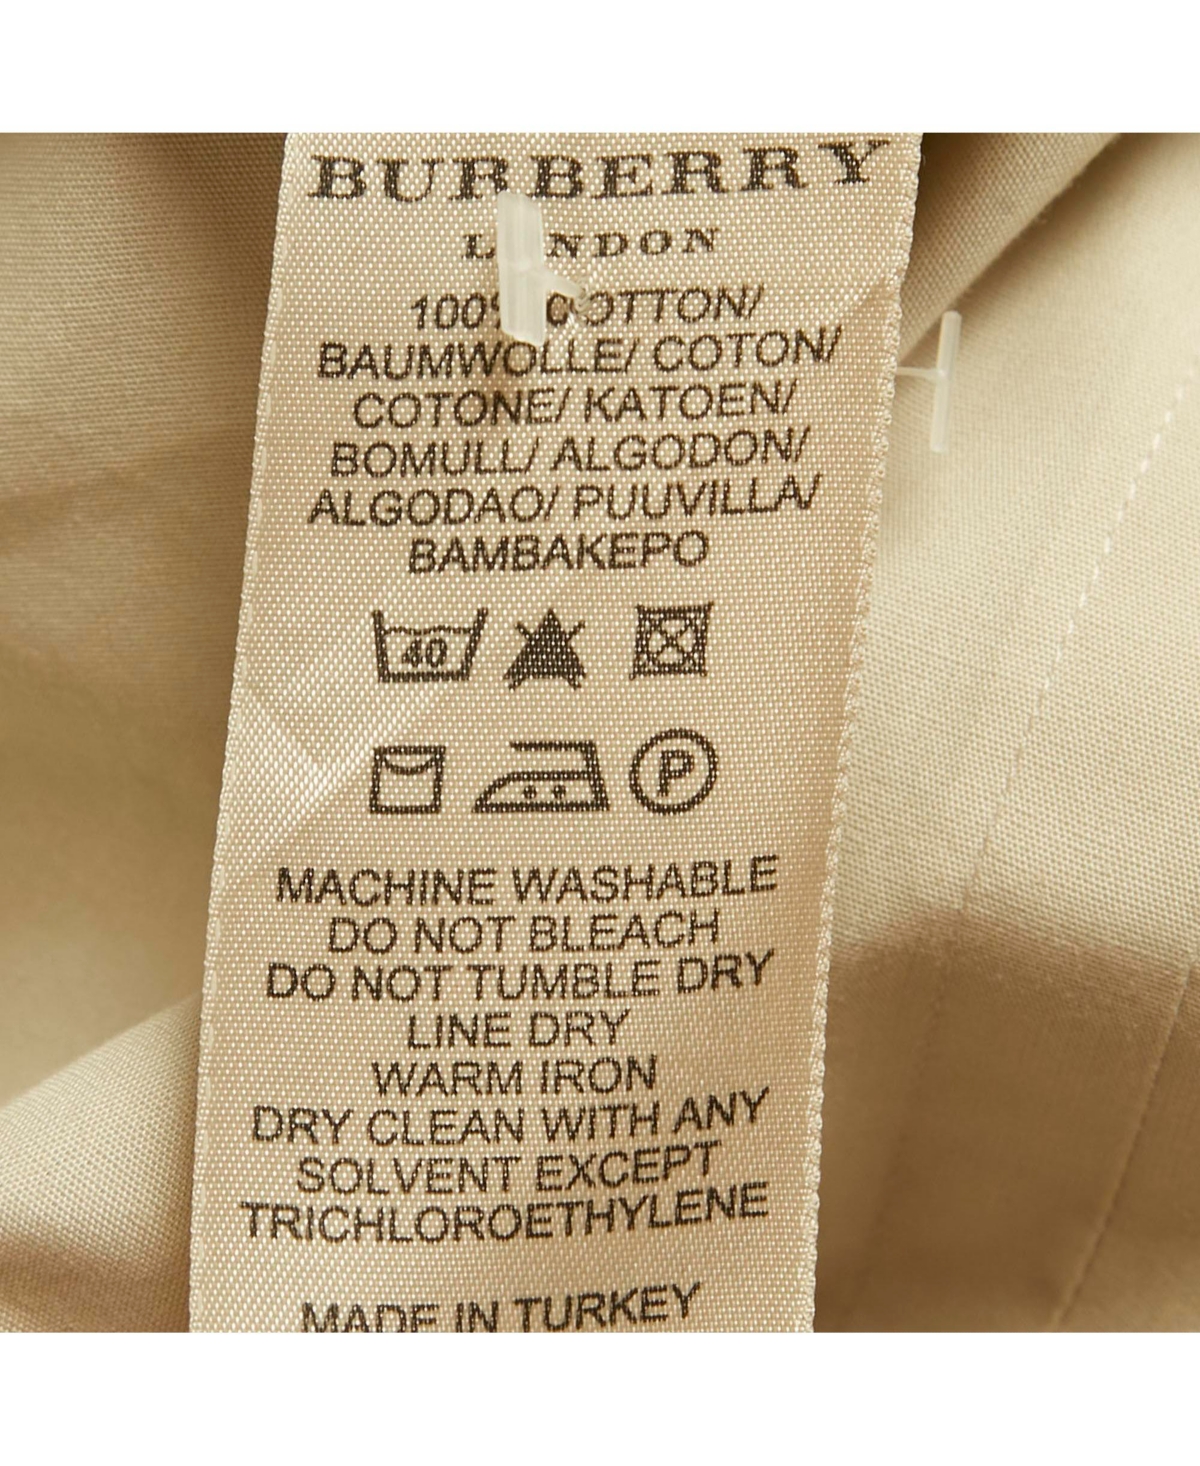 BURBERRY
LONDON
100% COTTON/
BAUMWOLLE/ COTON/
COTONE/ KATOEN/
BOMULL/ ALGODON/
ALGODAO/ PUUVILLA/
BAMBAKEPO
40
P
MACHINE WASHABLE
DO NOT BLEACH
DO NOT TUMBLE DRY
LINE DRY
WARM IRON
DRY CLEAN WITH ANY
SOLVENT EXCEPT
TRICHLOROETHYLENE
MADE IN TURKEY